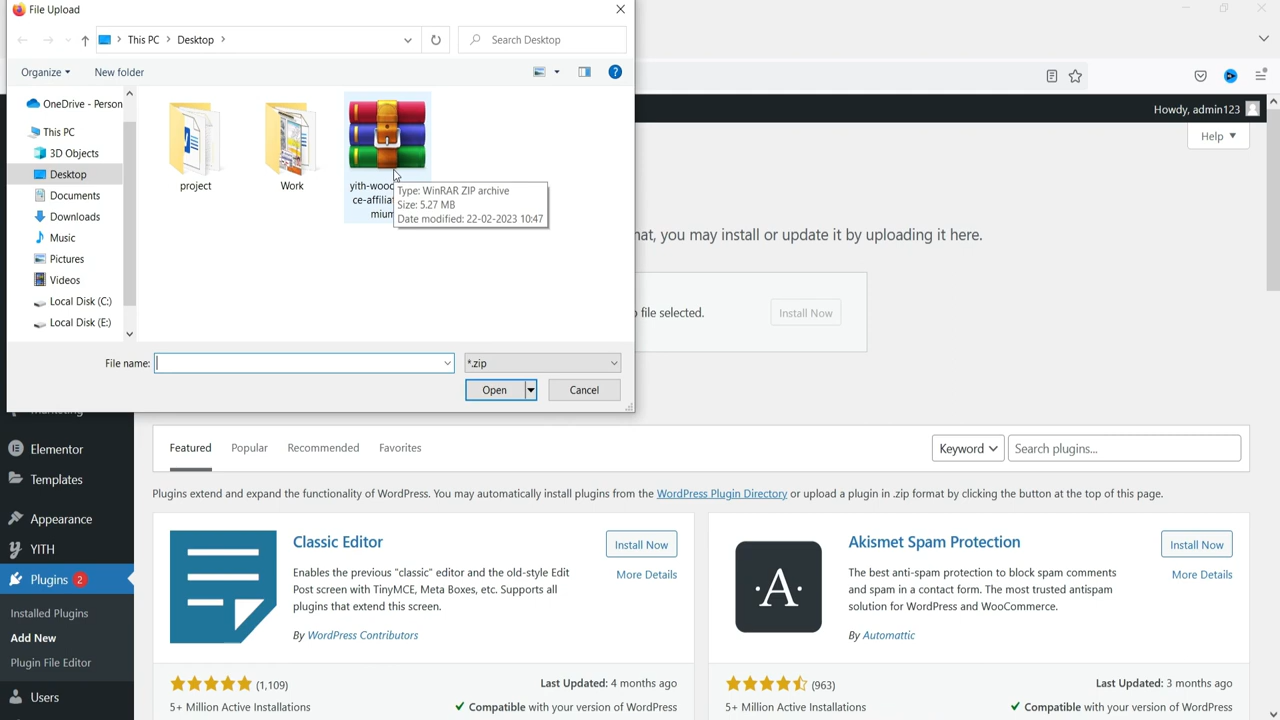 File Upload
This PC
Desktop
Search Desktop
Organize
New folder
OneDrive - Person
This PC
3D Objects
Desktop
Documents
Downloads
Music
Pictures
Videos
Local Disk (C:)
Local Disk (E:)
project
Work
yith-wooc
ce-affilia
mium
Type: WinRAR ZIP archive
Size: 5.27 MB
Date modified: 22-02-2023 10:47
File name:
*.zip
Open
Cancel
Howdy, admin123
Help
hat, you may install or update it by uploading it here.
file selected.
Install Now
Elementor
Templates
Appearance
YITH
Plugins 2
Installed Plugins
Add New
Plugin File Editor
Users
Featured
Popular
Recommended
Favorites
Keyword
Search plugins...
Plugins extend and expand the functionality of WordPress. You may automatically install plugins from the WordPress Plugin Directory or upload a plugin in .zip format by clicking the button at the top of this page.
Classic Editor
Install Now
More Details
Enables the previous "classic" editor and the old-style Edit
Post screen with TinyMCE, Meta Boxes, etc. Supports all
plugins that extend this screen.
By WordPress Contributors
(1,109)
Last Updated: 4 months ago
5+ Million Active Installations
Compatible with your version of WordPress
Akismet Spam Protection
Install Now
More Details
The best anti-spam protection to block spam comments
and spam in a contact form. The most trusted antispam
solution for WordPress and WooCommerce.
By Automattic
(963)
Last Updated: 3 months ago
5+ Million Active Installations
Compatible with your version of WordPress